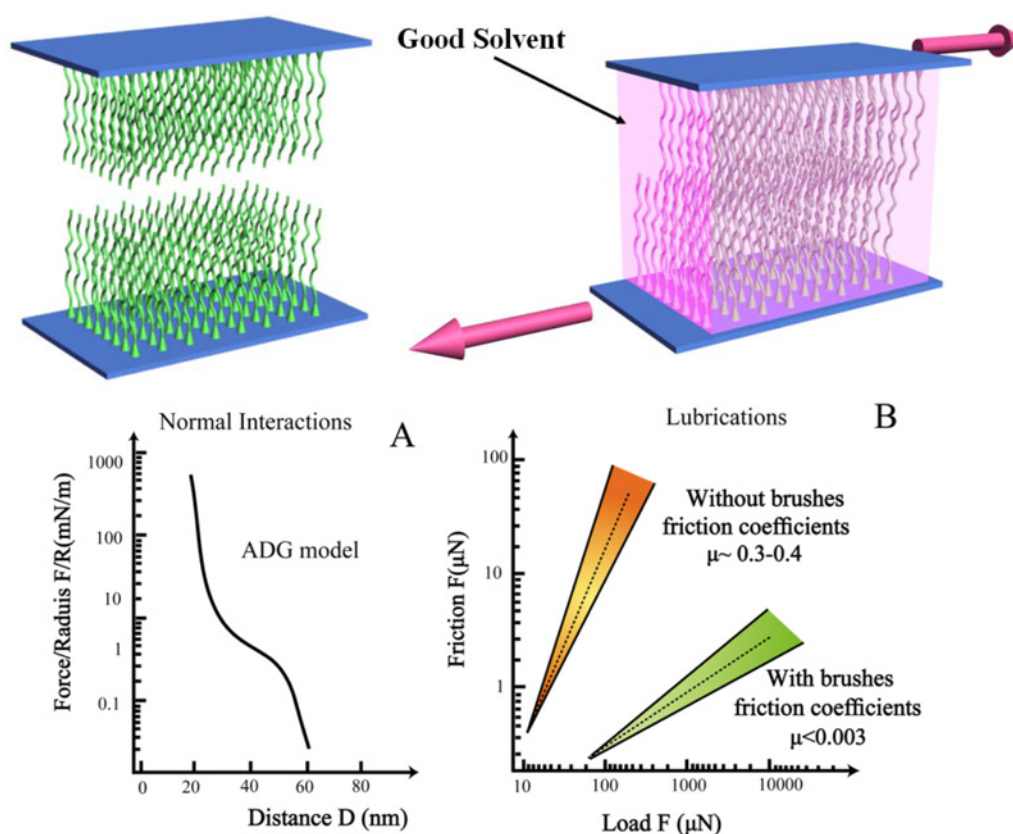 Good Solvent
Normal Interactions
A
Force/Raduis F/R(mN/m)
1000
100
10
1
0.1
ADG model
0
20
40
60
80
Distance D (nm)
Lubrications
B
Friction F(μN)
100
10
1
Without brushes
friction coefficients
μ~ 0.3-0.4
With brushes
friction coefficients
μ<0.003
10
100
1000
10000
Load F (μN)